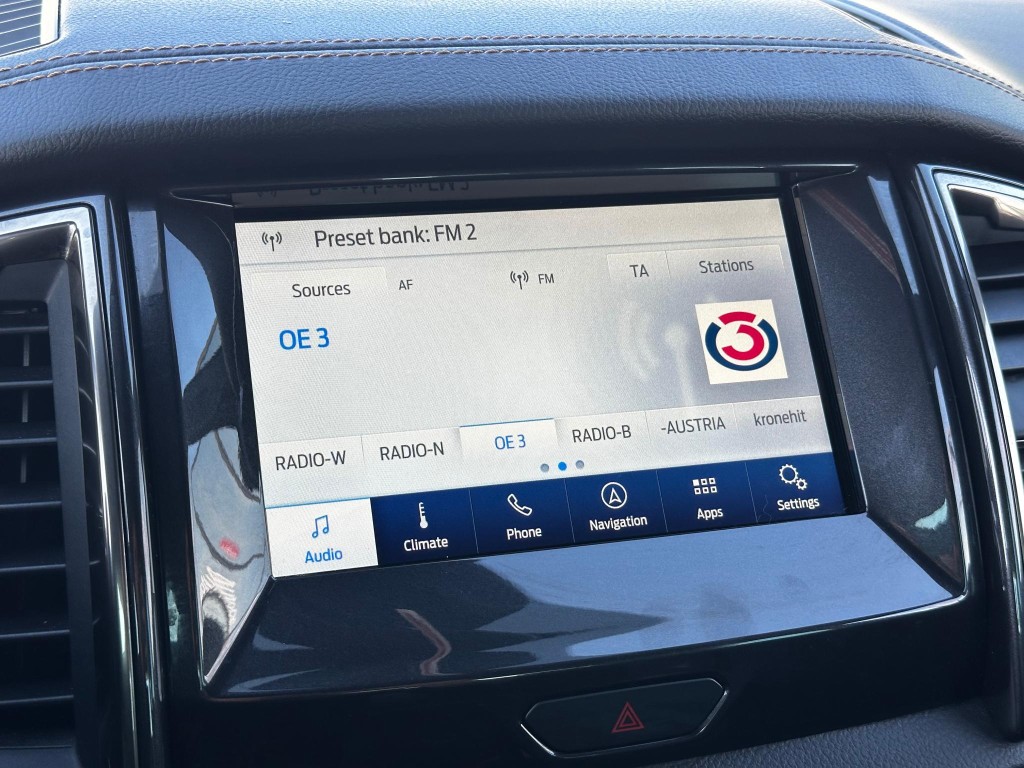 Preset bank: FM 2
Sources
AF
FM
TA
Stations
OE 3
3
RADIO-W
RADIO-N
OE 3
RADIO-B
-AUSTRIA
kronehit
Audio
Climate
Phone
Navigation
Apps
Settings